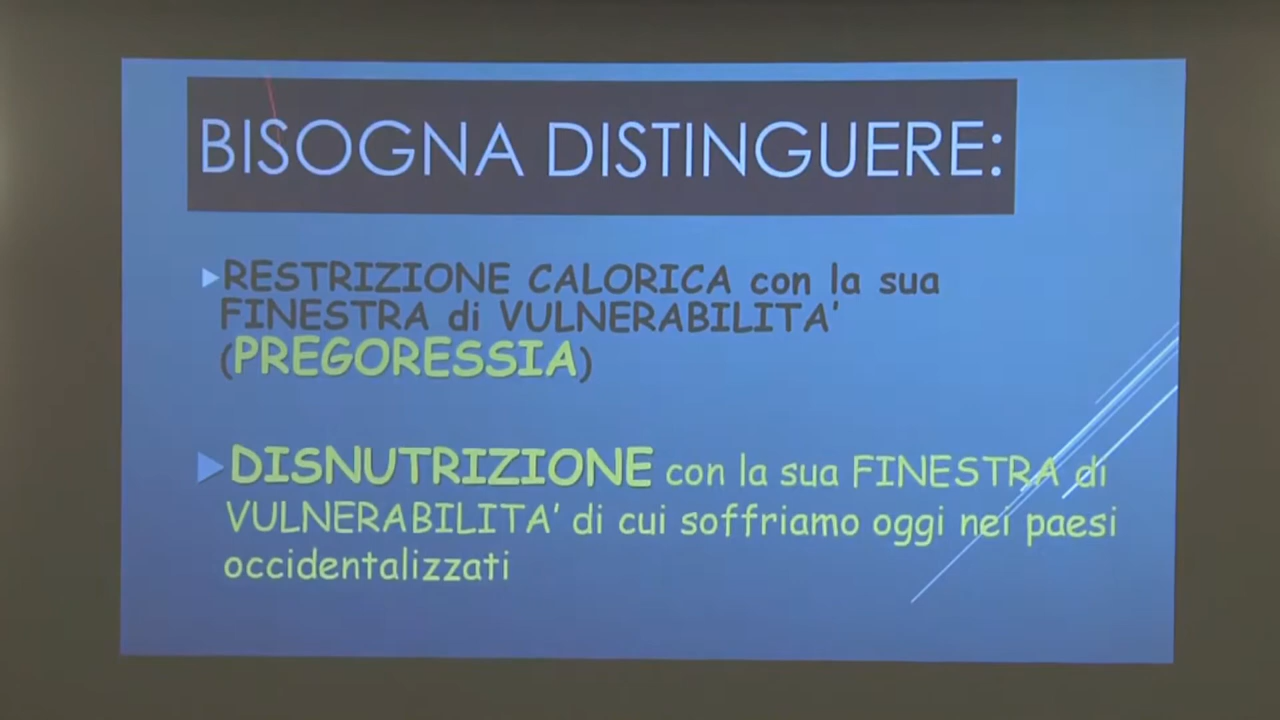 BISOGNA DISTINGUERE:
RESTRIZIONE CALORICA con la sua
FINESTRA di VULNERABILITA'
(PREGORESSIA)
DISNUTRIZIONE con la sua FINESTRA di
VULNERABILITA' di cui soffriamo oggi nei paesi
occidentalizzati